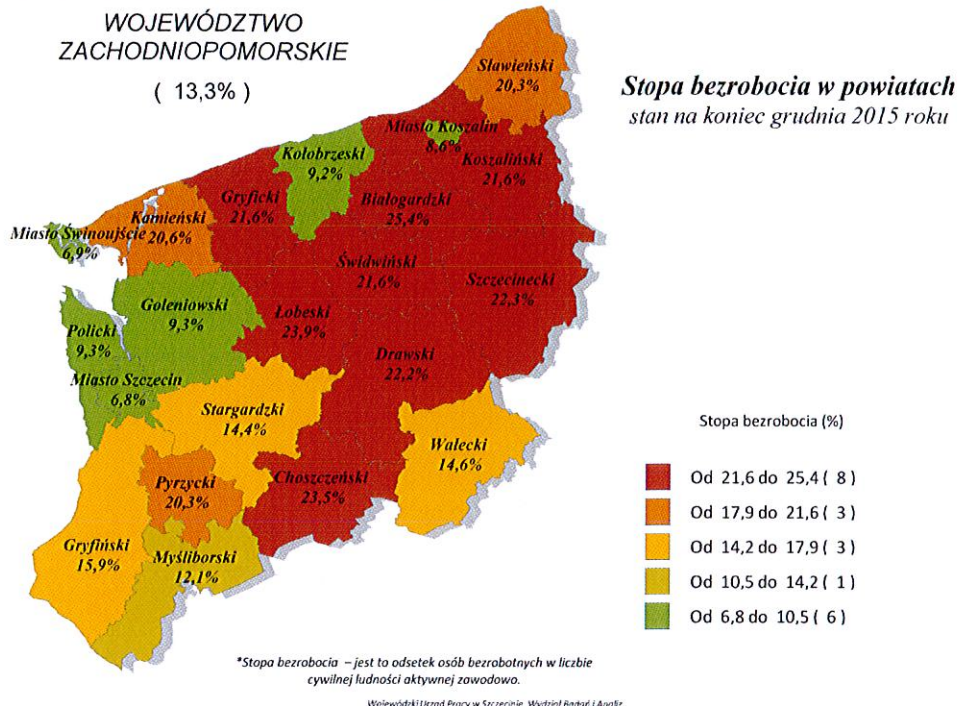 WOJEWÓDZTWO
ZACHODNIOPOMORSKIE
( 13,3% )
Stopa bezrobocia w powiatach
stan na koniec grudnia 2015 roku
Sławieński
20,3%
Miasto Koszalin
8,6%
Kołobrzeski
9,2%
Koszaliński
21,6%
Gryficki
21,6%
Białogardzki
25,4%
Kamieński
20,6%
Miasto Świnoujście
6,9%
Świdwiński
21,6%
Szczecinecki
22,3%
Goleniowski
9,3%
Łobeski
23,9%
Policki
9,3%
Drawski
22,2%
Miasto Szczecin
6,8%
Stargardzki
14,4%
Wałecki
14,6%
Choszczeński
23,5%
Pyrzycki
20,3%
Gryfiński
15,9%
Myśliborski
12,1%
Stopa bezrobocia (%)
Od 21,6 do 25,4 ( 8 )
Od 17,9 do 21,6 ( 3 )
Od 14,2 do 17,9 ( 3 )
Od 10,5 do 14,2 ( 1 )
Od 6,8 do 10,5 ( 6 )
*Stopa bezrobocia – jest to odsetek osób bezrobotnych w liczbie
cywilnej ludności aktywnej zawodowo.
Wojewódzki Urząd Pracy w Szczecinie, Wydział Badań i Analiz